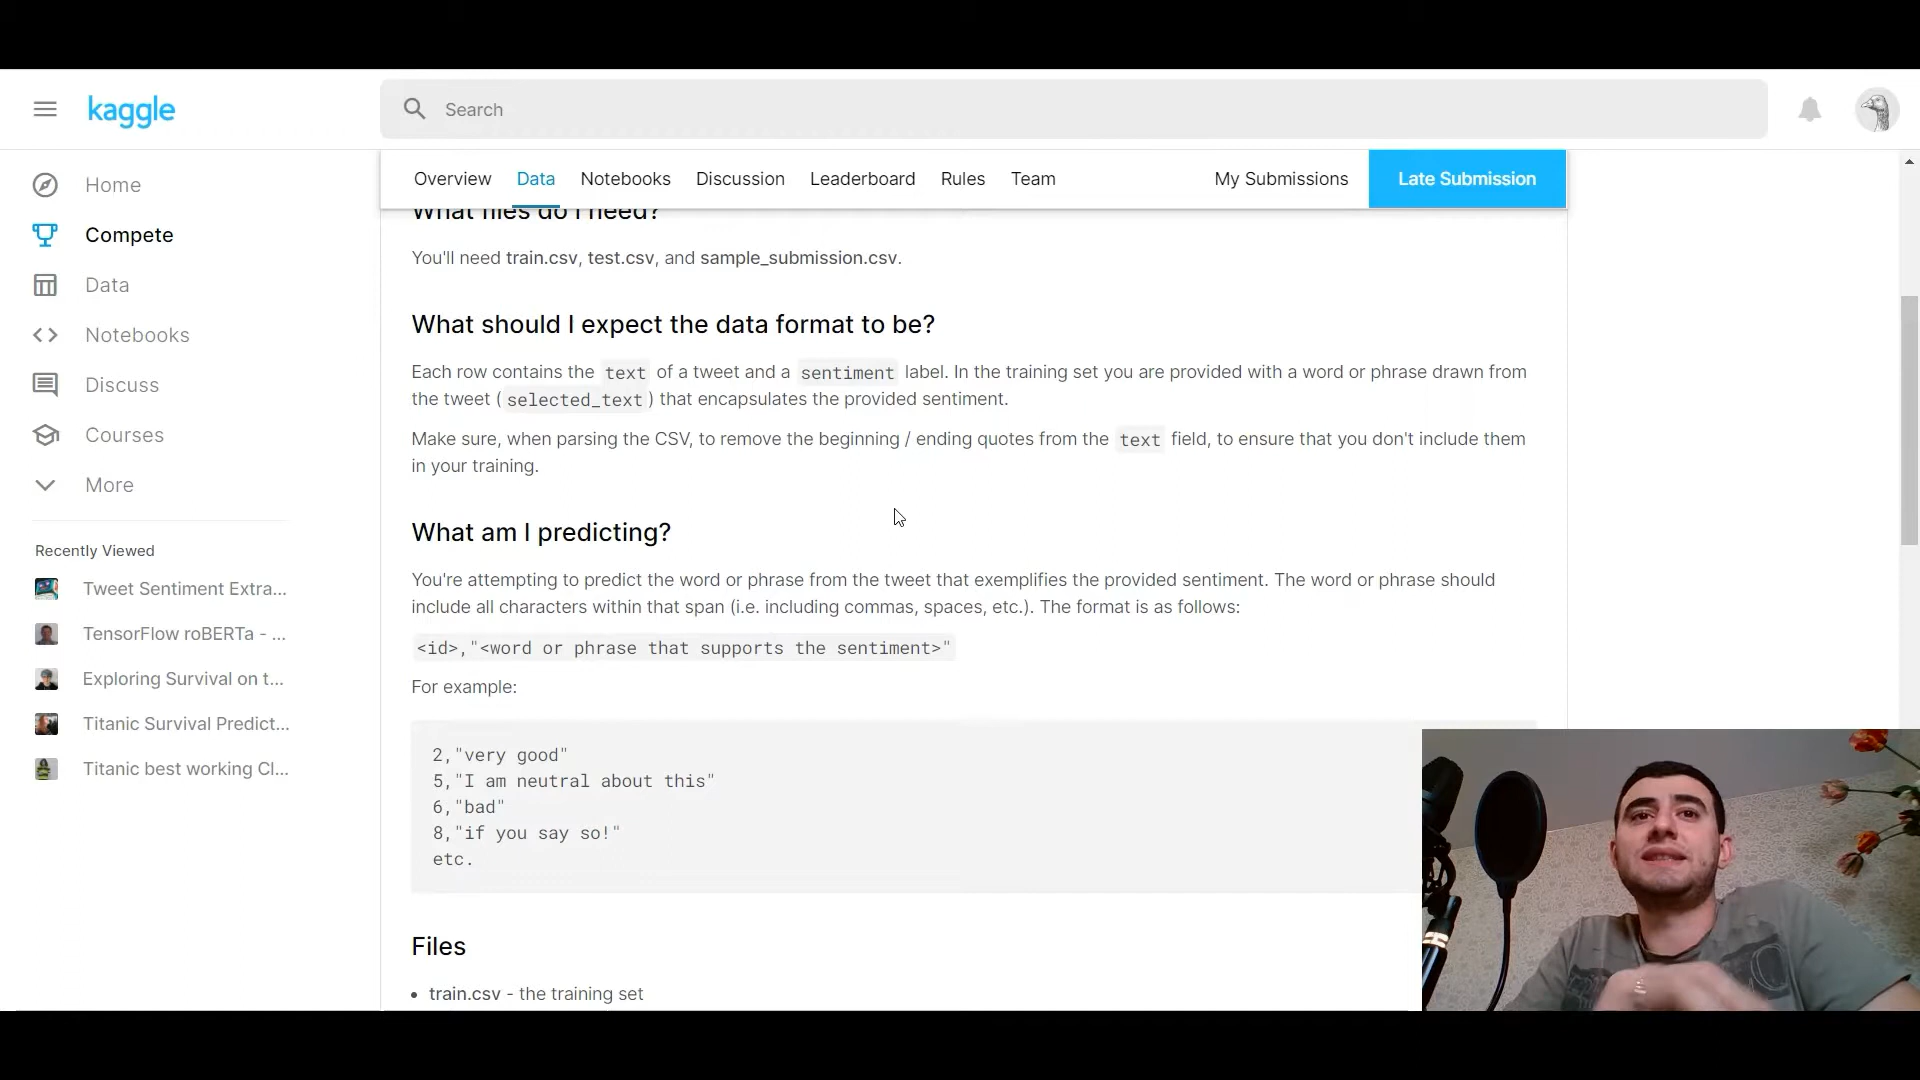 kaggle
Search
Home
Compete
Data
Notebooks
Discuss
Courses
More
Recently Viewed
Tweet Sentiment Extra...
TensorFlow roBERTa - ...
Exploring Survival on t...
Titanic Survival Predict...
Titanic best working Cl...
Overview Data Notebooks Discussion Leaderboard Rules Team My Submissions Late Submission
What files do I need?
You'll need train.csv, test.csv, and sample_submission.csv.
What should I expect the data format to be?
Each row contains the text of a tweet and a sentiment label. In the training set you are provided with a word or phrase drawn from
the tweet ( selected_text ) that encapsulates the provided sentiment.
Make sure, when parsing the CSV, to remove the beginning / ending quotes from the text field, to ensure that you don't include them
in your training.
What am I predicting?
You're attempting to predict the word or phrase from the tweet that exemplifies the provided sentiment. The word or phrase should
include all characters within that span (i.e. including commas, spaces, etc.). The format is as follows:
<id>,"<word or phrase that supports the sentiment>"
For example:
2,"very good"
5,"I am neutral about this"
6,"bad"
8,"if you say so!"
etc.
Files
• train.csv - the training set